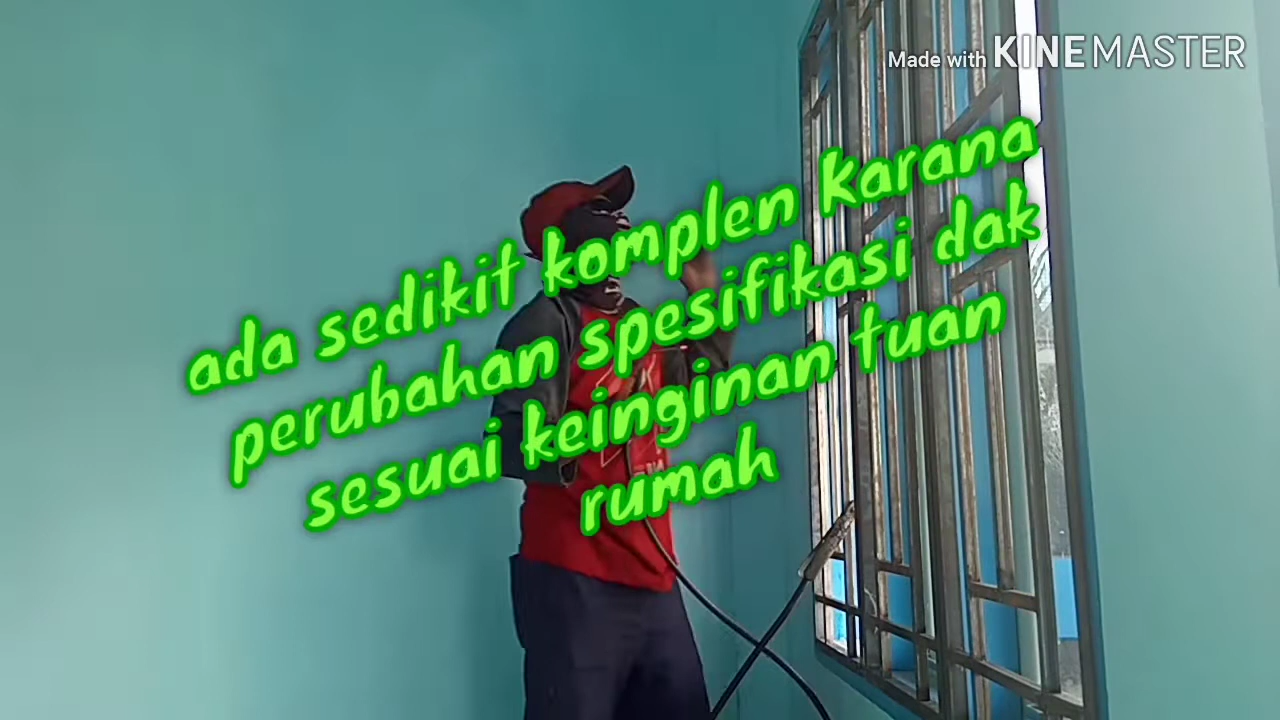 Made with KINEMASTER
ada sedikit komplen karana
perubahan spesifikasi dak
sesuai keinginan tuan
rumah